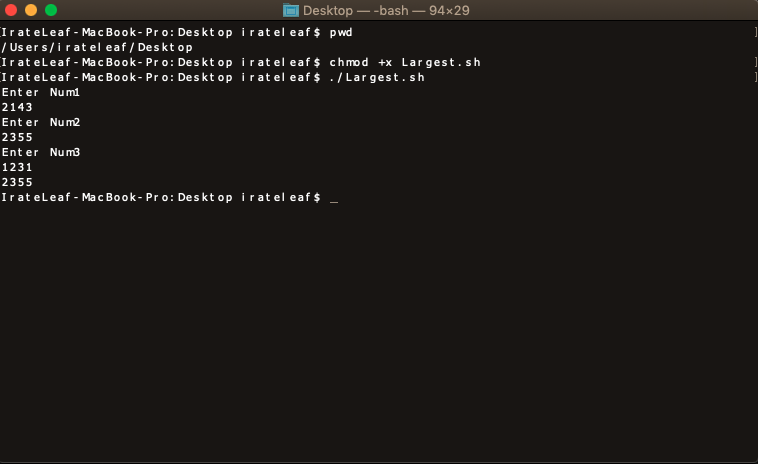 Desktop — -bash — 94×29
[IrateLeaf-MacBook-Pro:Desktop irateleaf$ pwd ]
/Users/irateleaf/Desktop
[IrateLeaf-MacBook-Pro:Desktop irateleaf$ chmod +x Largest.sh ]
[IrateLeaf-MacBook-Pro:Desktop irateleaf$ ./Largest.sh ]
Enter Num1
2143
Enter Num2
2355
Enter Num3
1231
2355
IrateLeaf-MacBook-Pro:Desktop irateleaf$ _